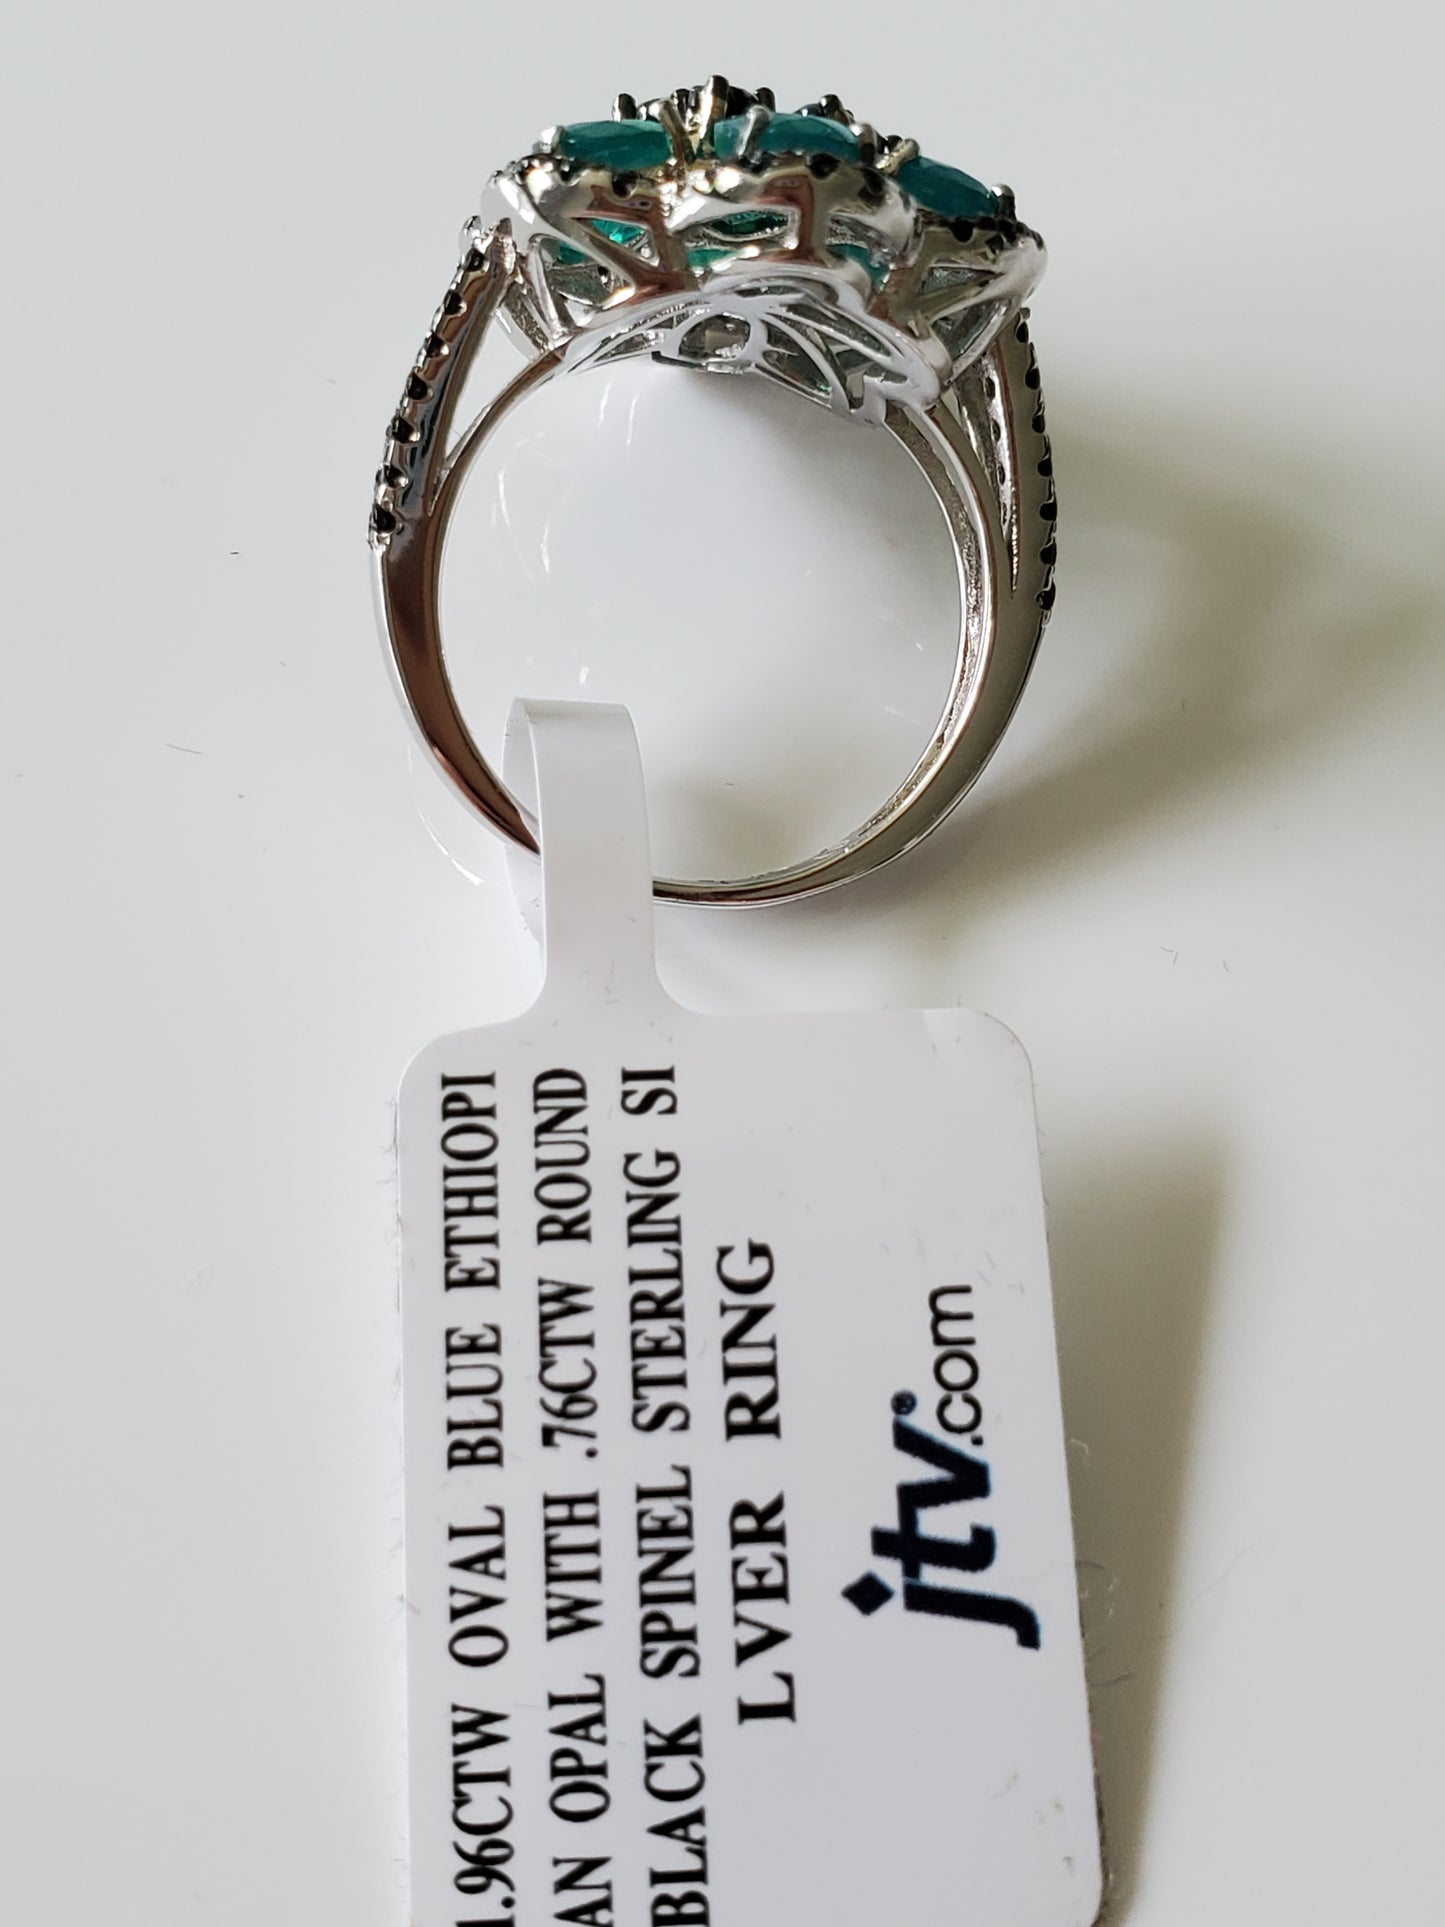 1.96CTW OVAL BLUE ETHIOPI
AN OPAL WITH .76CTW ROUND
BLACK SPINEL STERLING SI
LVER RING
jtv®.com